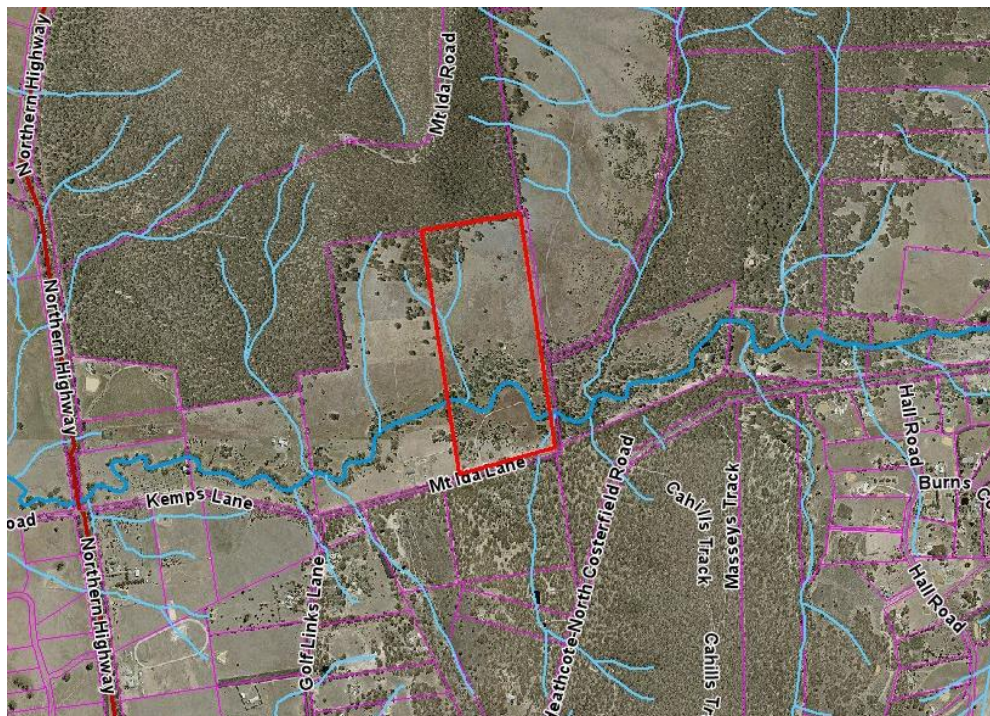 Northern Highway
Mt Ida Road
Northern Highway
Mt Ida Lane
Kemps Lane
oad
Hall Road
Burns Co
Heathcote-North Costerfield Road
Cahills Track
Masseys Track
Northern Highway
Golf Links Lane
Hall Road
Cahills Tr